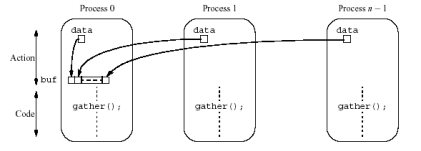 Process 0 Process 1 Process n − 1
data data data
Action
buf
Code
gather(); gather(); gather();